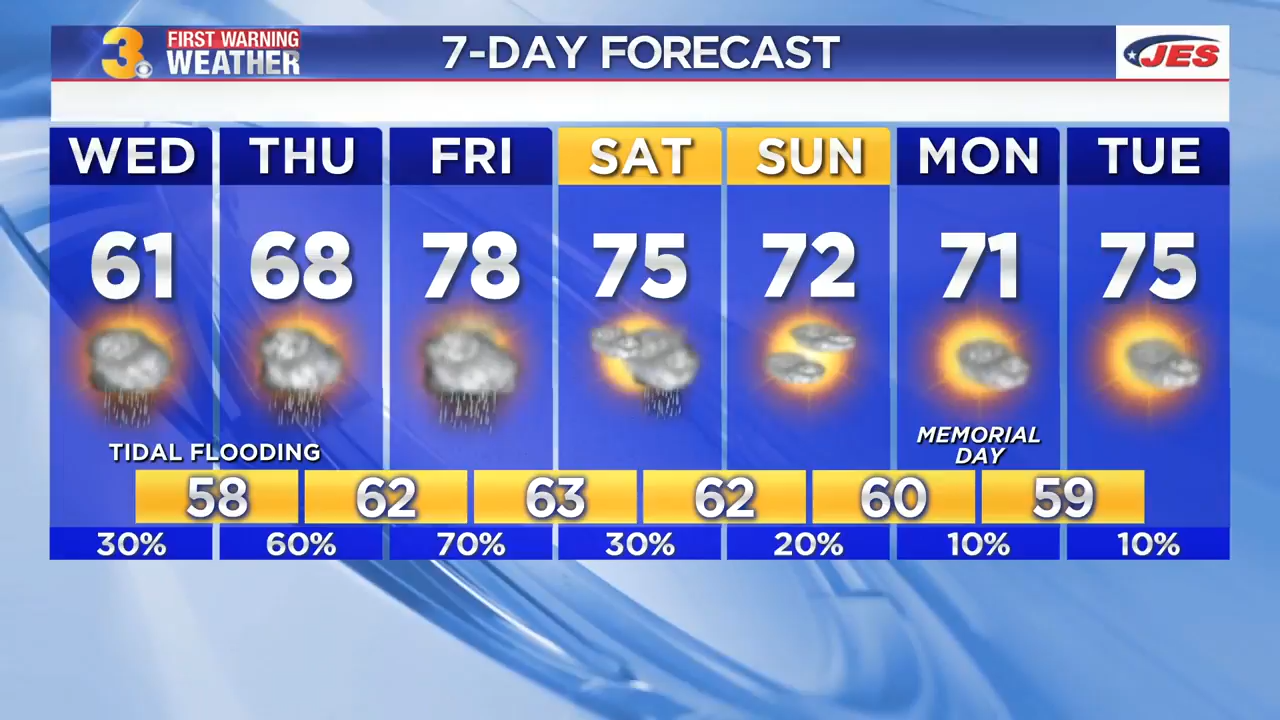 3 FIRST WARNING
WEATHER
7-DAY FORECAST
JES
WED THU FRI SAT SUN MON TUE
61 68 78 75 72 71 75
TIDAL FLOODING
MEMORIAL
DAY
58 62 63 62 60 59
30% 60% 70% 30% 20% 10% 10%